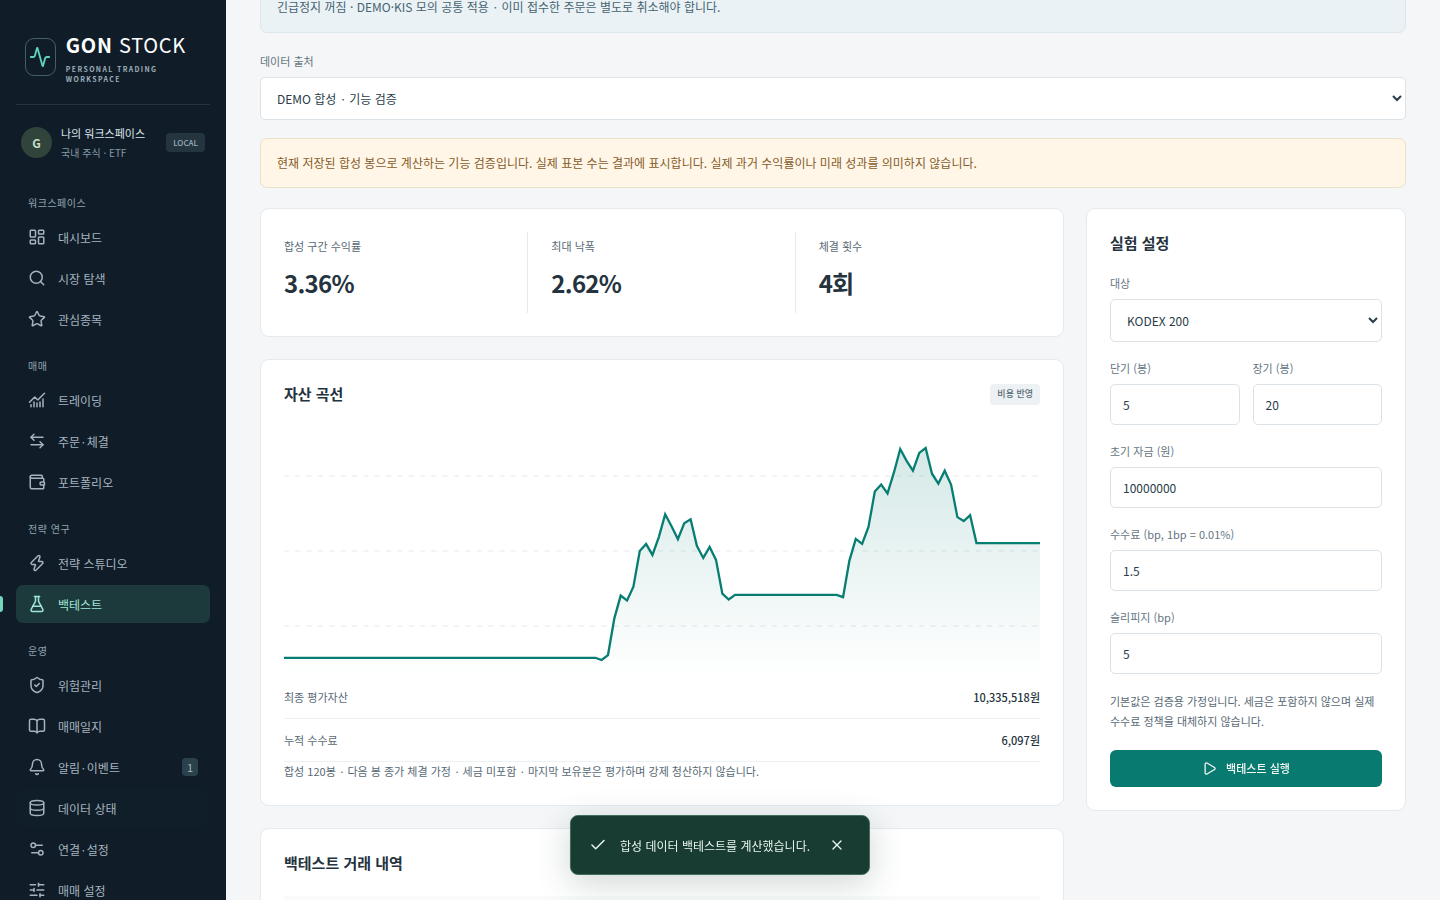 GON STOCK
PERSONAL TRADING
WORKSPACE
G
나의 워크스페이스
국내 주식 · ETF
LOCAL
워크스페이스
대시보드
시장 탐색
관심종목
매매
트레이딩
주문·체결
포트폴리오
전략 연구
전략 스튜디오
백테스트
운영
위험관리
매매일지
알림·이벤트
1
데이터 상태
연결·설정
매매 설정
긴급정지 꺼짐 · DEMO·KIS 모의 공통 적용 · 이미 접수한 주문은 별도로 취소해야 합니다.
데이터 출처
DEMO 합성 · 기능 검증
현재 저장된 합성 봉으로 계산하는 기능 검증입니다. 실제 표본 수는 결과에 표시합니다. 실제 과거 수익률이나 미래 성과를 의미하지 않습니다.
합성 구간 수익률
3.36%
최대 낙폭
2.62%
체결 횟수
4회
자산 곡선
비용 반영
최종 평가자산
10,335,518원
누적 수수료
6,097원
합성 120봉 · 다음 봉 종가 체결 가정 · 세금 미포함 · 마지막 보유분은 평가하며 강제 청산하지 않습니다.
백테스트 거래 내역
실험 설정
대상
KODEX 200
단기 (봉)
장기 (봉)
5
20
초기 자금 (원)
10000000
수수료 (bp, 1bp = 0.01%)
1.5
슬리피지 (bp)
5
기본값은 검증용 가정입니다. 세금은 포함하지 않으며 실제
수수료 정책을 대체하지 않습니다.
백테스트 실행
합성 데이터 백테스트를 계산했습니다.